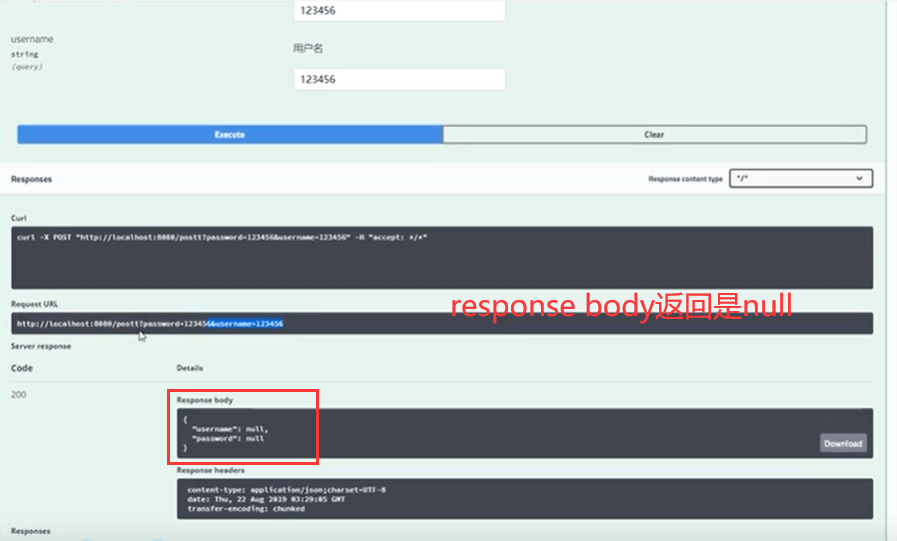 123456
username
string
(query)
用户名
123456
Execute
Clear
Responses
Response content type
*/*
Curl
curl -X POST "http://localhost:8080/postt?password=123456&username=123456" -H "accept: */*"
Request URL
response body返回是null
http://localhost:8080/postt?password=123456&username=123456
Server response
Code
Details
200
Response body
{
"username": null,
"password": null
}
Download
Response headers
content-type: application/json;charset=UTF-8
date: Thu, 22 Aug 2019 03:29:05 GMT
transfer-encoding: chunked
Responses